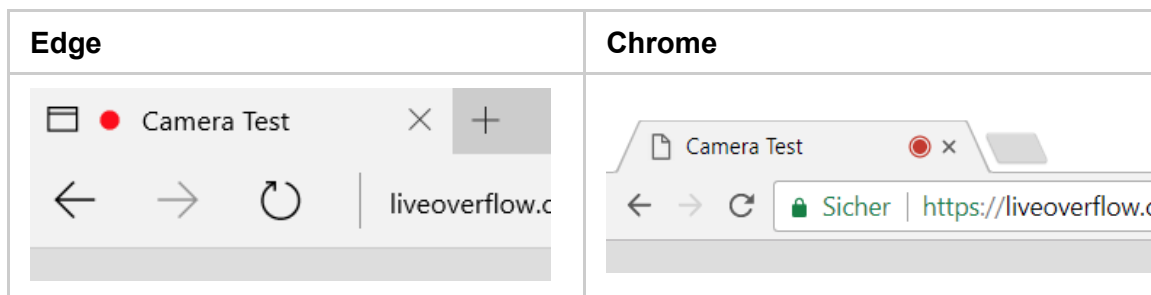 Edge
Chrome
Camera Test
liveoverflow.c
Camera Test
Sicher | https://liveoverflow.c